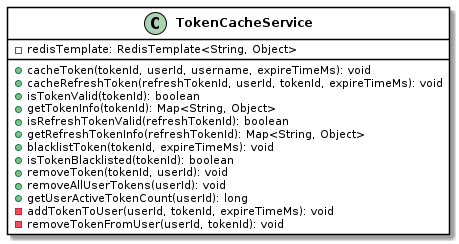 C TokenCacheService
redisTemplate: RedisTemplate<String, Object>
cacheToken(tokenId, userId, username, expireTimeMs): void
cacheRefreshToken(refreshTokenId, userId, tokenId, expireTimeMs): void
isTokenValid(tokenId): boolean
getTokenInfo(tokenId): Map<String, Object>
isRefreshTokenValid(refreshTokenId): boolean
getRefreshTokenInfo(refreshTokenId): Map<String, Object>
blacklistToken(tokenId, expireTimeMs): void
isTokenBlacklisted(tokenId): boolean
removeToken(tokenId, userId): void
removeAllUserTokens(userId): void
getUserActiveTokenCount(userId): long
addTokenToUser(userId, tokenId, expireTimeMs): void
removeTokenFromUser(userId, tokenId): void